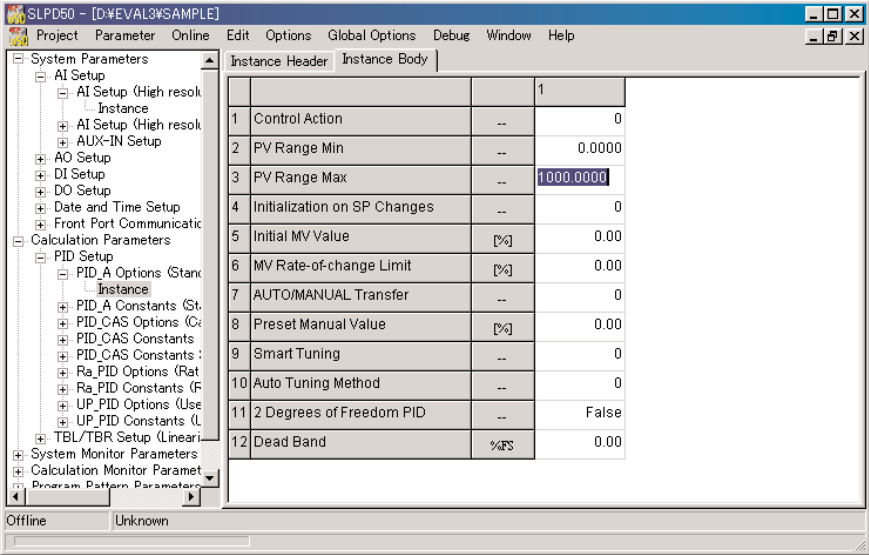 SLPD50 - [D:¥EVAL3¥SAMPLE]
Project Parameter Online Edit Options Global Options Debug Window Help
System Parameters
AI Setup
AI Setup (High resolu
Instance
AI Setup (High resolu
AUX-IN Setup
AO Setup
DI Setup
DO Setup
Date and Time Setup
Front Port Communicatic
Calculation Parameters
PID Setup
PID_A Options (Stand
Instance
PID_A Constants (Sta
PID_CAS Options (Ca
PID_CAS Constants
PID_CAS Constants S
Ra_PID Options (Rat
Ra_PID Constants (R
UP_PID Options (Use
UP_PID Constants (U
TBL/TBR Setup (Lineari
System Monitor Parameters
Calculation Monitor Paramet
Program Pattern Parameters
Instance Header Instance Body
1
1 Control Action -- 0
2 PV Range Min -- 0.0000
3 PV Range Max -- 1000.0000
4 Initialization on SP Changes -- 0
5 Initial MV Value [%] 0.00
6 MV Rate-of-change Limit [%] 0.00
7 AUTO/MANUAL Transfer -- 0
8 Preset Manual Value [%] 0.00
9 Smart Tuning -- 0
10 Auto Tuning Method -- 0
11 2 Degrees of Freedom PID -- False
12 Dead Band %FS 0.00
Offline Unknown